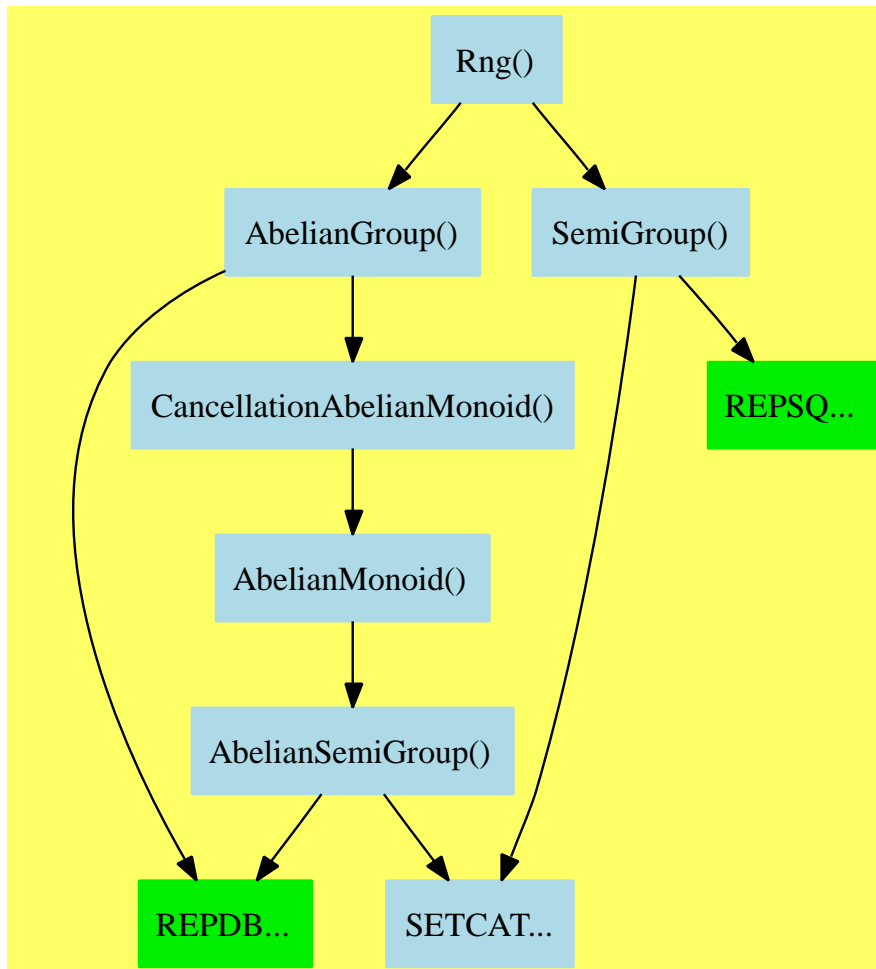 Rng()
AbelianGroup()
SemiGroup()
CancellationAbelianMonoid()
REPSQ...
AbelianMonoid()
AbelianSemiGroup()
REPDB...
SETCAT...